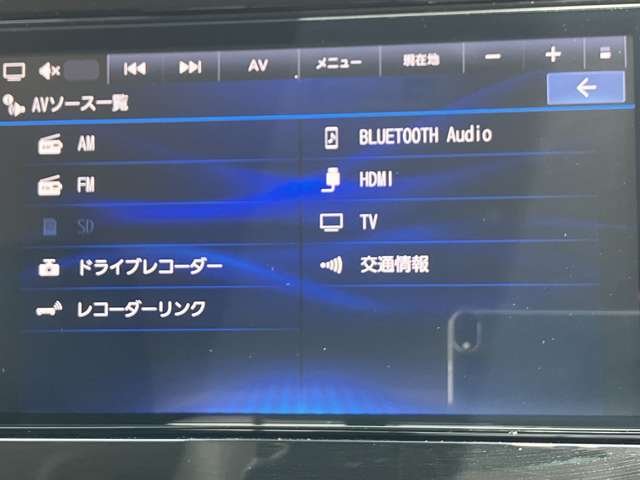 AV メニュー 現在地 − +
AVソース一覧
AM
FM
SD
ドライブレコーダー
レコーダーリンク
BLUETOOTH Audio
HDMI
TV
交通情報